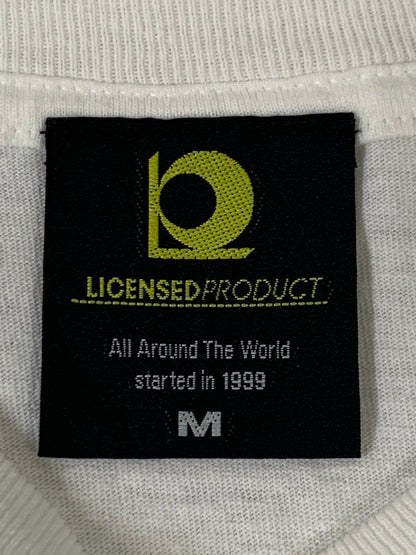 LICENSEDPRODUCT
All Around The World
started in 1999
M